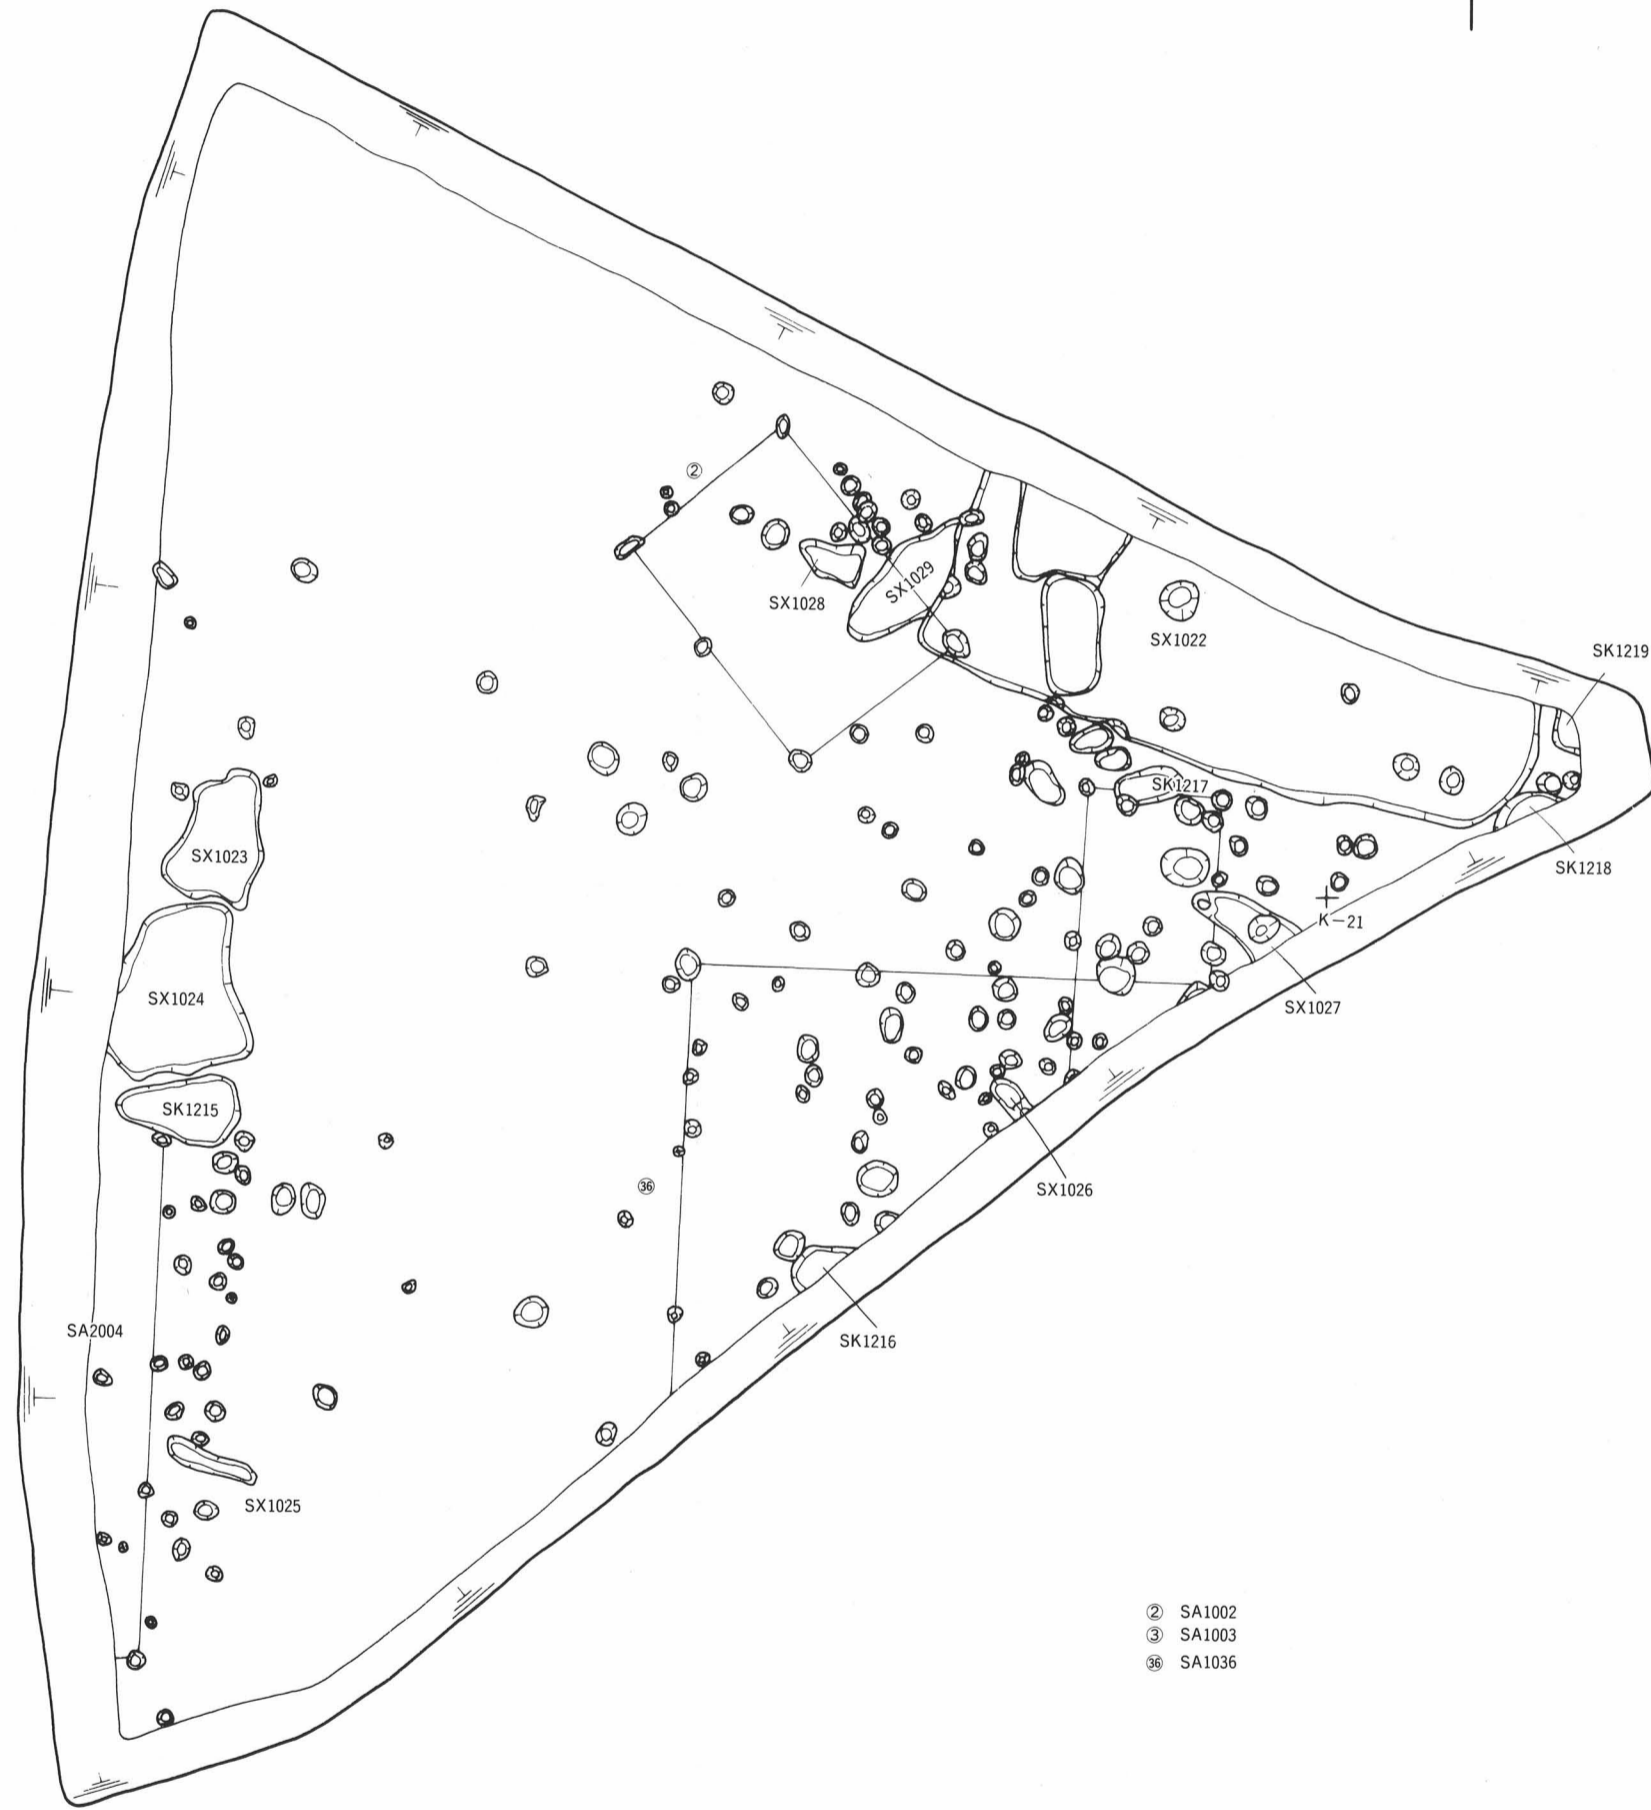 ②
SX1028
SX1029
SX1022
SK1219
SK1217
SX1023
SK1218
K-21
SX1024
SX1027
SK1215
㊱
SX1026
SA2004
SK1216
SX1025
② SA1002
③ SA1003
㊱ SA1036